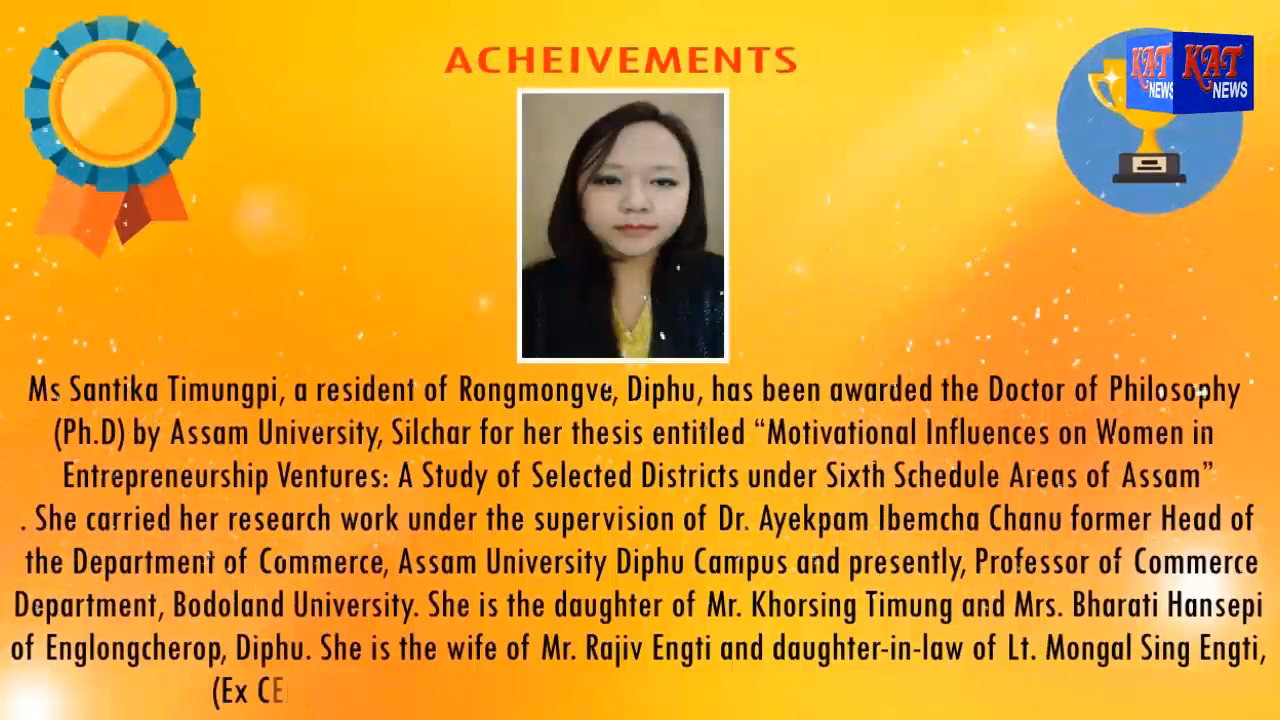 ACHEIVEMENTS
KAT NEWS
KAT NEWS
Ms Santika Timungpi, a resident of Rongmongve, Diphu, has been awarded the Doctor of Philosophy
(Ph.D) by Assam University, Silchar for her thesis entitled “Motivational Influences on Women in
Entrepreneurship Ventures: A Study of Selected Districts under Sixth Schedule Areas of Assam”
. She carried her research work under the supervision of Dr. Ayekpam Ibemcha Chanu former Head of
the Department of Commerce, Assam University Diphu Campus and presently, Professor of Commerce
Department, Bodoland University. She is the daughter of Mr. Khorsing Timung and Mrs. Bharati Hansepi
of Englongcherop, Diphu. She is the wife of Mr. Rajiv Engti and daughter-in-law of Lt. Mongal Sing Engti,
(Ex CE